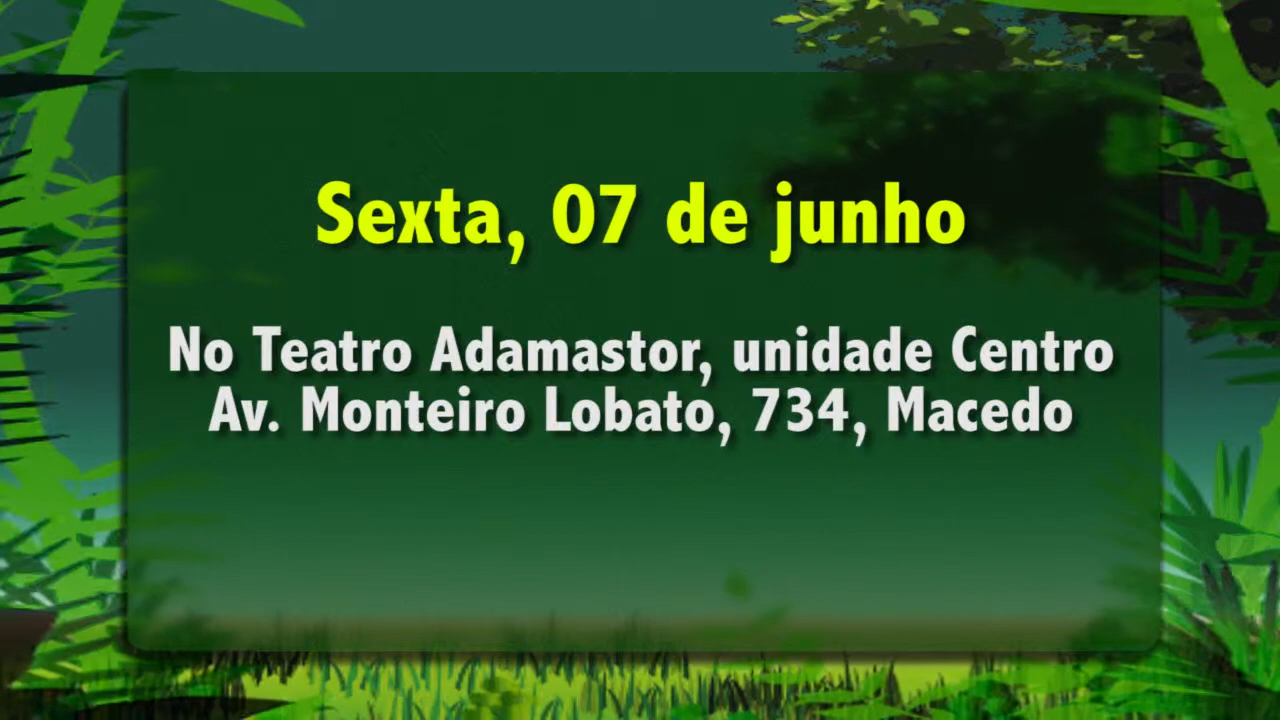 Sexta, 07 de junho
No Teatro Adamastor, unidade Centro
Av. Monteiro Lobato, 734, Macedo